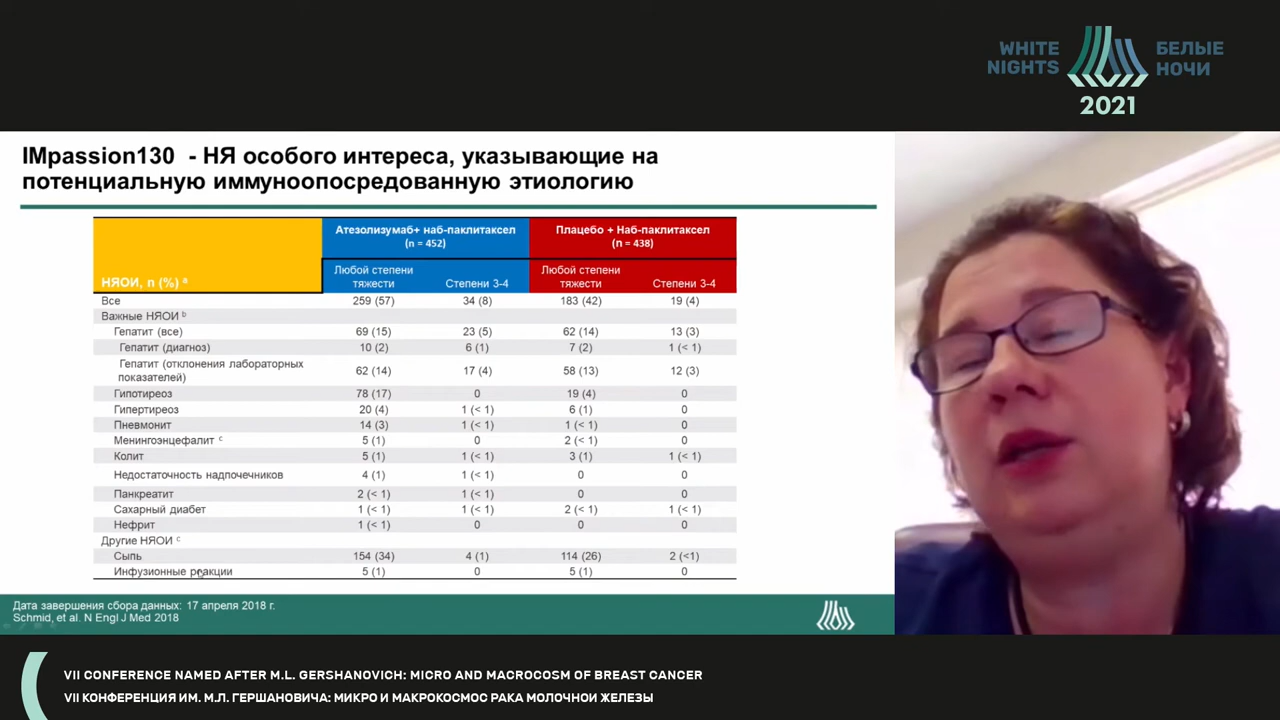 WHITE NIGHTS
БЕЛЫЕ НОЧИ
2021
IMpassion130 - НЯ особого интереса, указывающие на
потенциальную иммуноопосредованную этиологию
НЯОИ, n (%) a
Атезолизумаб+ наб-паклитаксел
(n = 452)
Плацебо + Наб-паклитаксел
(n = 438)
Любой степени тяжести
Степени 3-4
Любой степени тяжести
Степени 3-4
Все 259 (57) 34 (8) 183 (42) 19 (4)
Важные НЯОИ b
Гепатит (все) 69 (15) 23 (5) 62 (14) 13 (3)
Гепатит (диагноз) 10 (2) 6 (1) 7 (2) 1 (< 1)
Гепатит (отклонения лабораторных
показателей) 62 (14) 17 (4) 58 (13) 12 (3)
Гипотиреоз 78 (17) 0 19 (4) 0
Гипертиреоз 20 (4) 1 (< 1) 6 (1) 0
Пневмонит 14 (3) 1 (< 1) 1 (< 1) 0
Менингоэнцефалит c 5 (1) 0 2 (< 1) 0
Колит 5 (1) 1 (< 1) 3 (1) 1 (< 1)
Недостаточность надпочечников 4 (1) 1 (< 1) 0 0
Панкреатит 2 (< 1) 1 (< 1) 0 0
Сахарный диабет 1 (< 1) 1 (< 1) 2 (< 1) 1 (< 1)
Нефрит 1 (< 1) 0 0 0
Другие НЯОИ c
Сыпь 154 (34) 4 (1) 114 (26) 2 (<1)
Инфузионные реакции 5 (1) 0 5 (1) 0
Дата завершения сбора данных: 17 апреля 2018 г.
Schmid, et al. N Engl J Med 2018
VII CONFERENCE NAMED AFTER M.L. GERSHANOVICH: MICRO AND MACROCOSM OF BREAST CANCER
VII КОНФЕРЕНЦИЯ ИМ. М.Л. ГЕРШАНОВИЧА: МИКРО И МАКРОКОСМОС РАКА МОЛОЧНОЙ ЖЕЛЕЗЫ